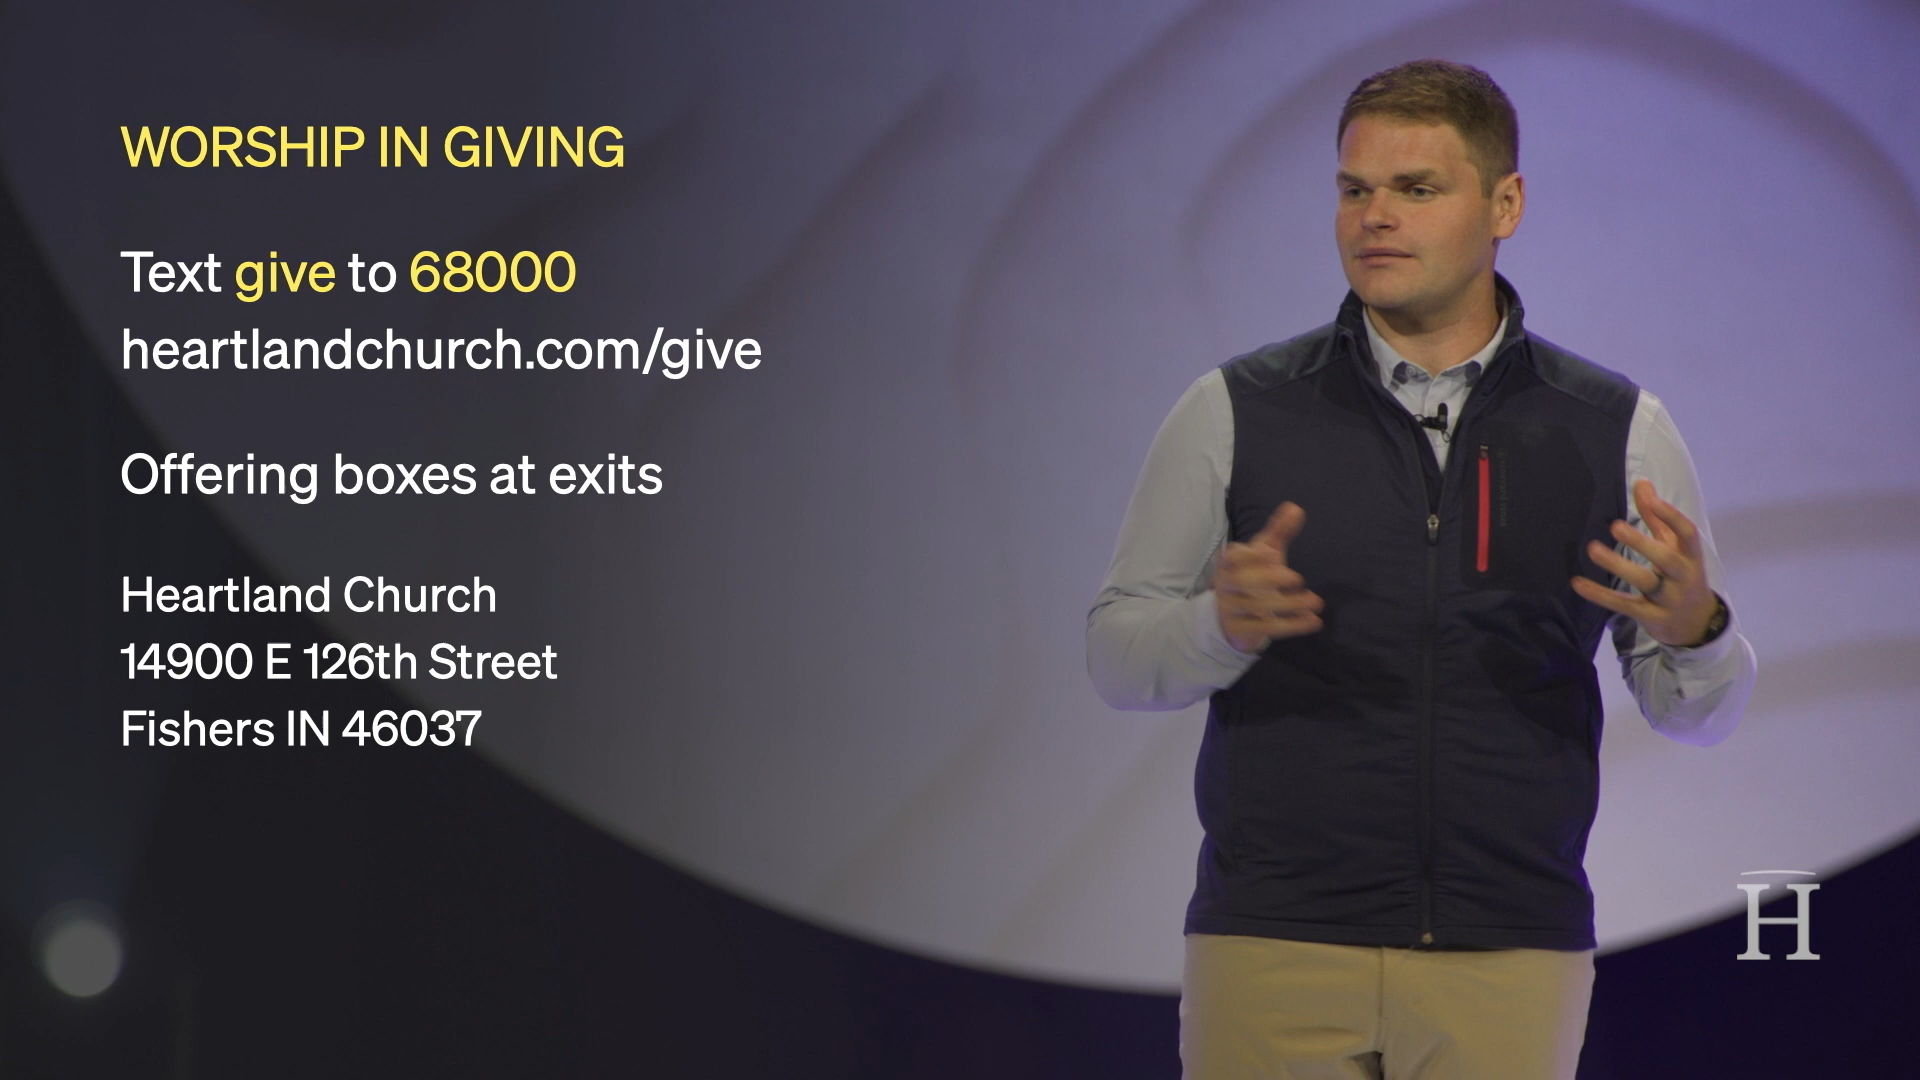 WORSHIP IN GIVING
Text give to 68000
heartlandchurch.com/give
Offering boxes at exits
Heartland Church
14900 E 126th Street
Fishers IN 46037
H